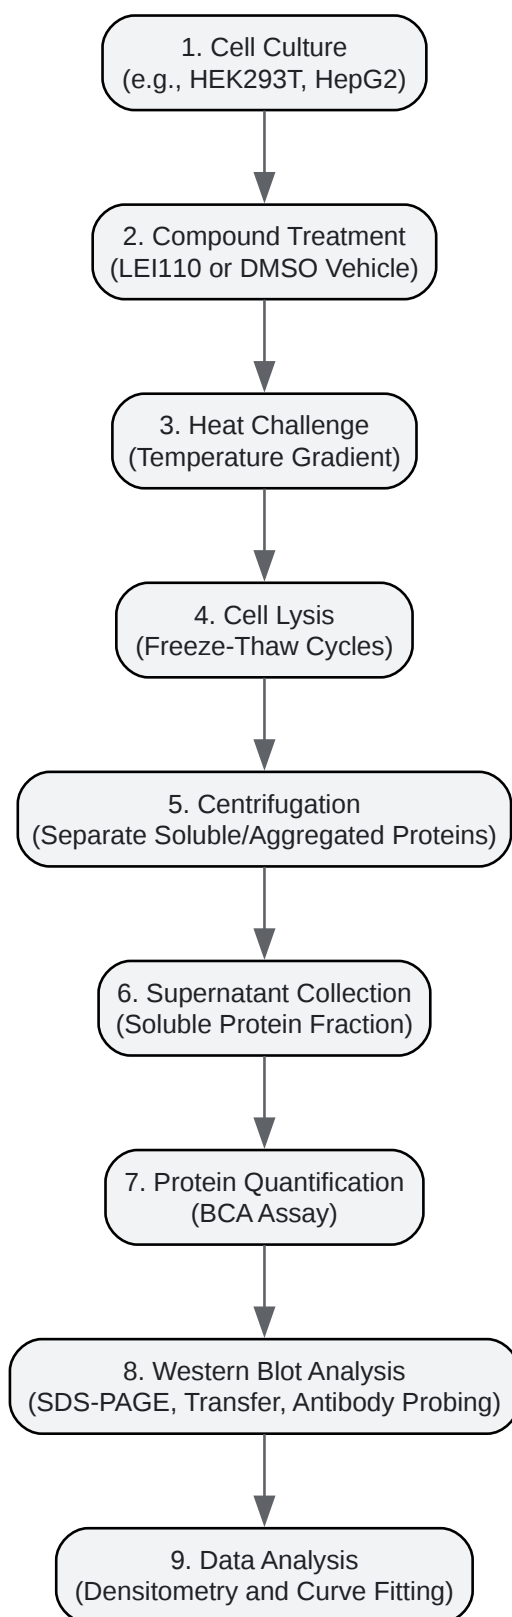 1. Cell Culture
(e.g., HEK293T, HepG2)
2. Compound Treatment
(LEI110 or DMSO Vehicle)
3. Heat Challenge
(Temperature Gradient)
4. Cell Lysis
(Freeze-Thaw Cycles)
5. Centrifugation
(Separate Soluble/Aggregated Proteins)
6. Supernatant Collection
(Soluble Protein Fraction)
7. Protein Quantification
(BCA Assay)
8. Western Blot Analysis
(SDS-PAGE, Transfer, Antibody Probing)
9. Data Analysis
(Densitometry and Curve Fitting)